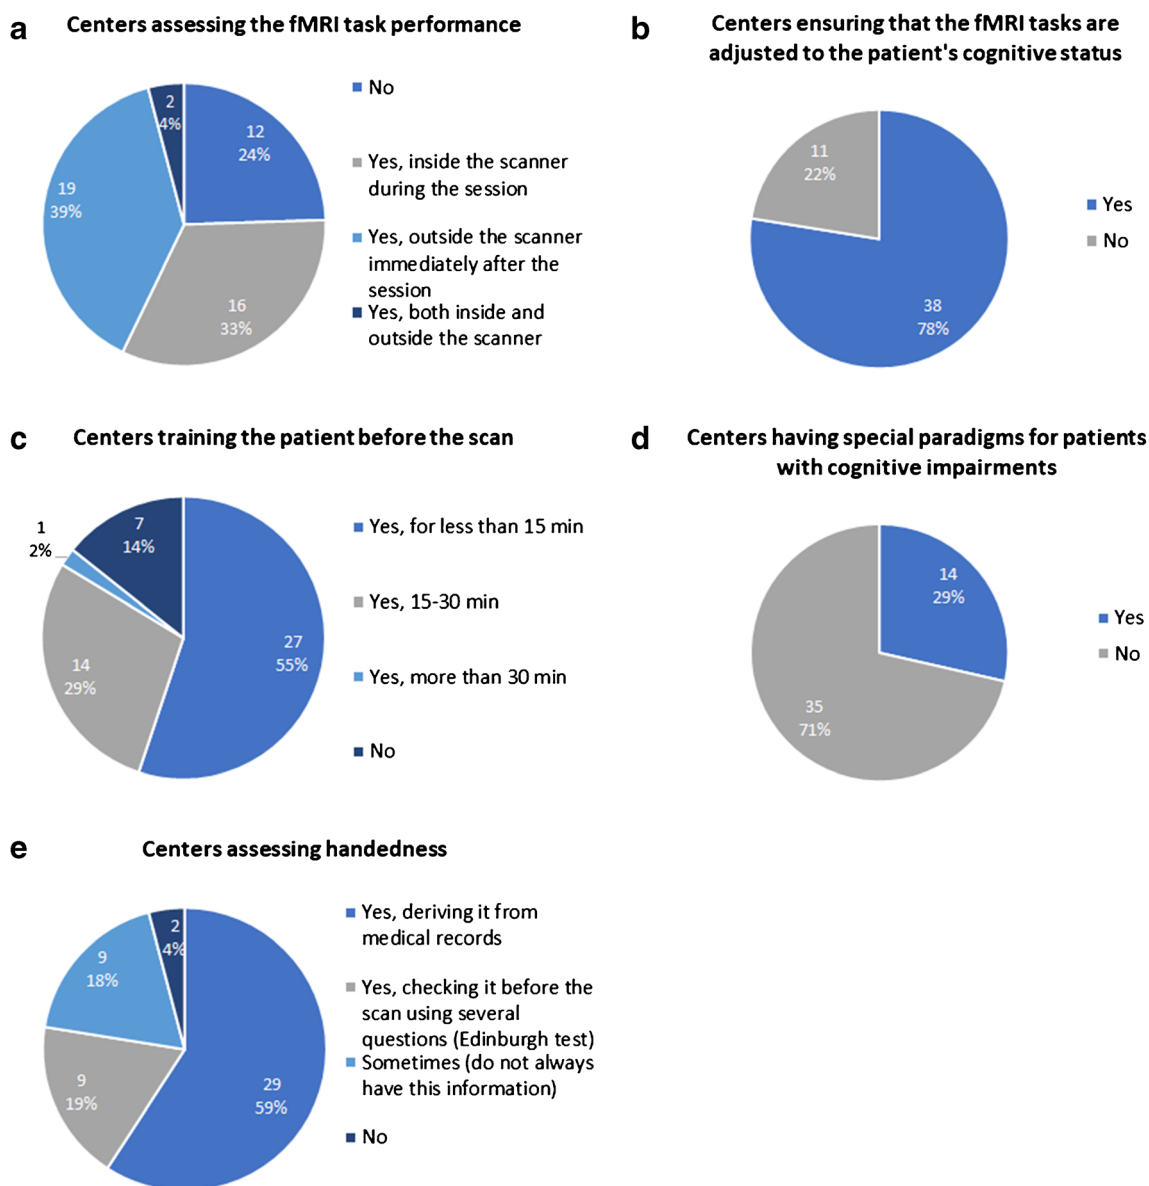 a
Centers assessing the fMRI task performance
2
4%
12
24%
19
39%
16
33%
No
Yes, inside the scanner
during the session
Yes, outside the scanner
immediately after the
session
Yes, both inside and
outside the scanner
b
Centers ensuring that the fMRI tasks are
adjusted to the patient's cognitive status
11
22%
38
78%
Yes
No
c
Centers training the patient before the scan
1
2%
7
14%
27
55%
14
29%
Yes, for less than 15 min
Yes, 15-30 min
Yes, more than 30 min
No
d
Centers having special paradigms for patients
with cognitive impairments
14
29%
35
71%
Yes
No
e
Centers assessing handedness
2
4%
9
18%
9
19%
29
59%
Yes, deriving it from
medical records
Yes, checking it before the
scan using several
questions (Edinburgh test)
Sometimes (do not always
have this information)
No